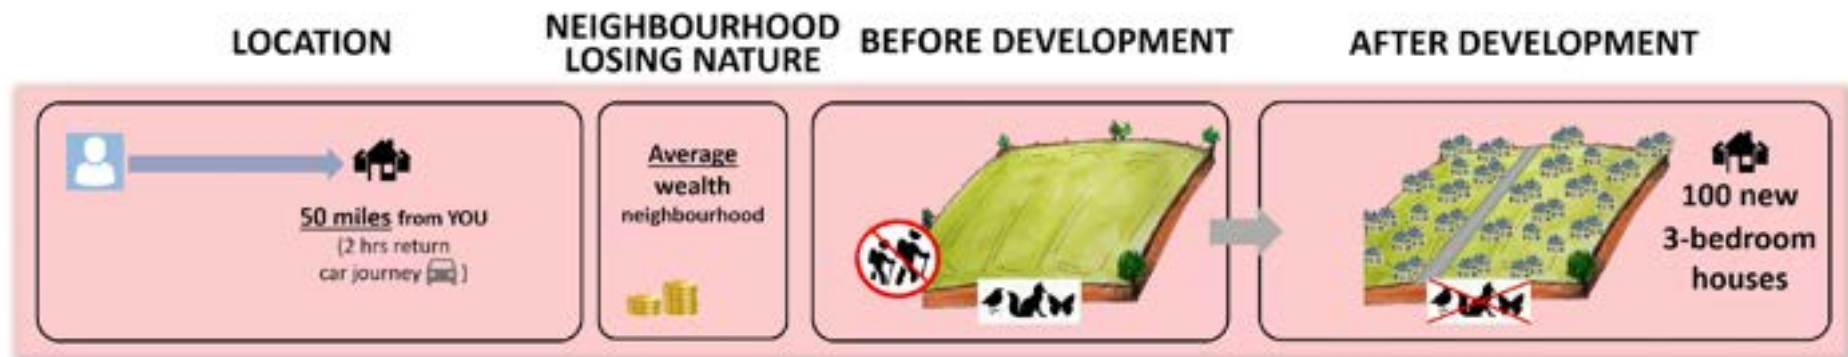 LOCATION
NEIGHBOURHOOD
LOSING NATURE
BEFORE DEVELOPMENT
AFTER DEVELOPMENT
50 miles from YOU
(2 hrs return
car journey )
Average
wealth
neighbourhood
100 new
3-bedroom
houses